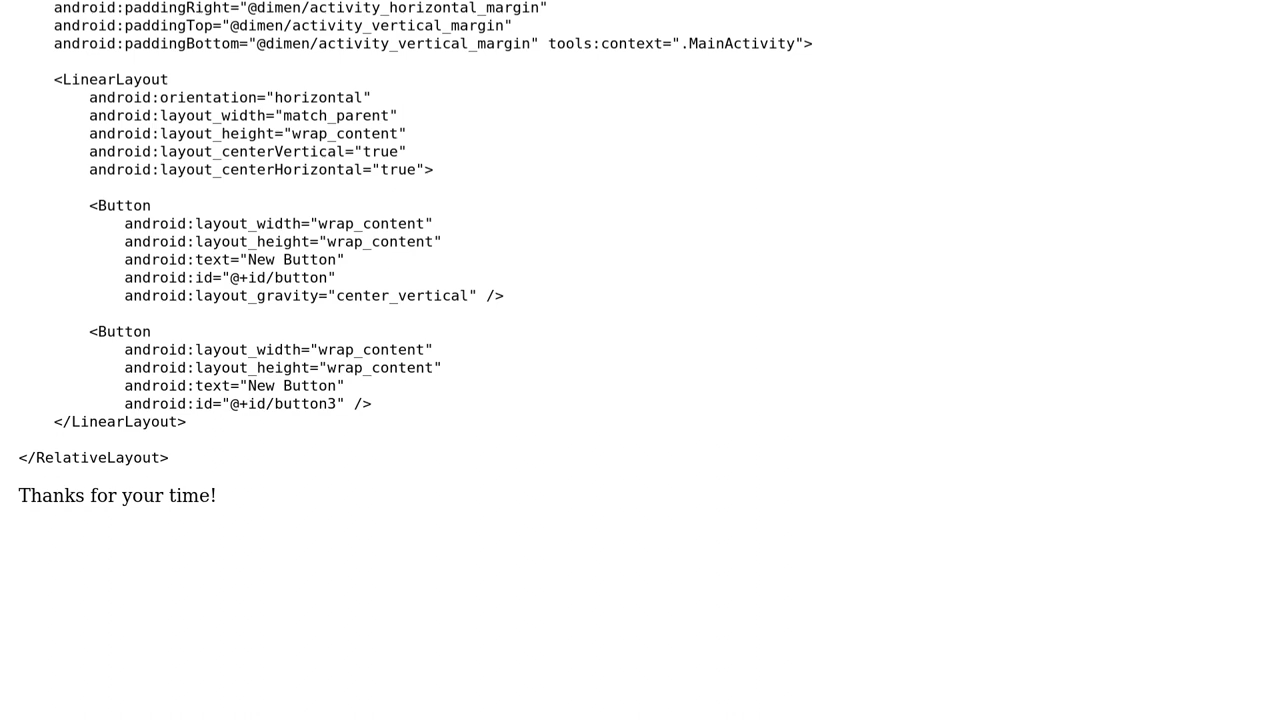 android:paddingRight="@dimen/activity_horizontal_margin"
android:paddingTop="@dimen/activity_vertical_margin"
android:paddingBottom="@dimen/activity_vertical_margin" tools:context=".MainActivity">
<LinearLayout
android:orientation="horizontal"
android:layout_width="match_parent"
android:layout_height="wrap_content"
android:layout_centerVertical="true"
android:layout_centerHorizontal="true">
<Button
android:layout_width="wrap_content"
android:layout_height="wrap_content"
android:text="New Button"
android:id="@+id/button"
android:layout_gravity="center_vertical" />
<Button
android:layout_width="wrap_content"
android:layout_height="wrap_content"
android:text="New Button"
android:id="@+id/button3" />
</LinearLayout>
</RelativeLayout>
Thanks for your time!